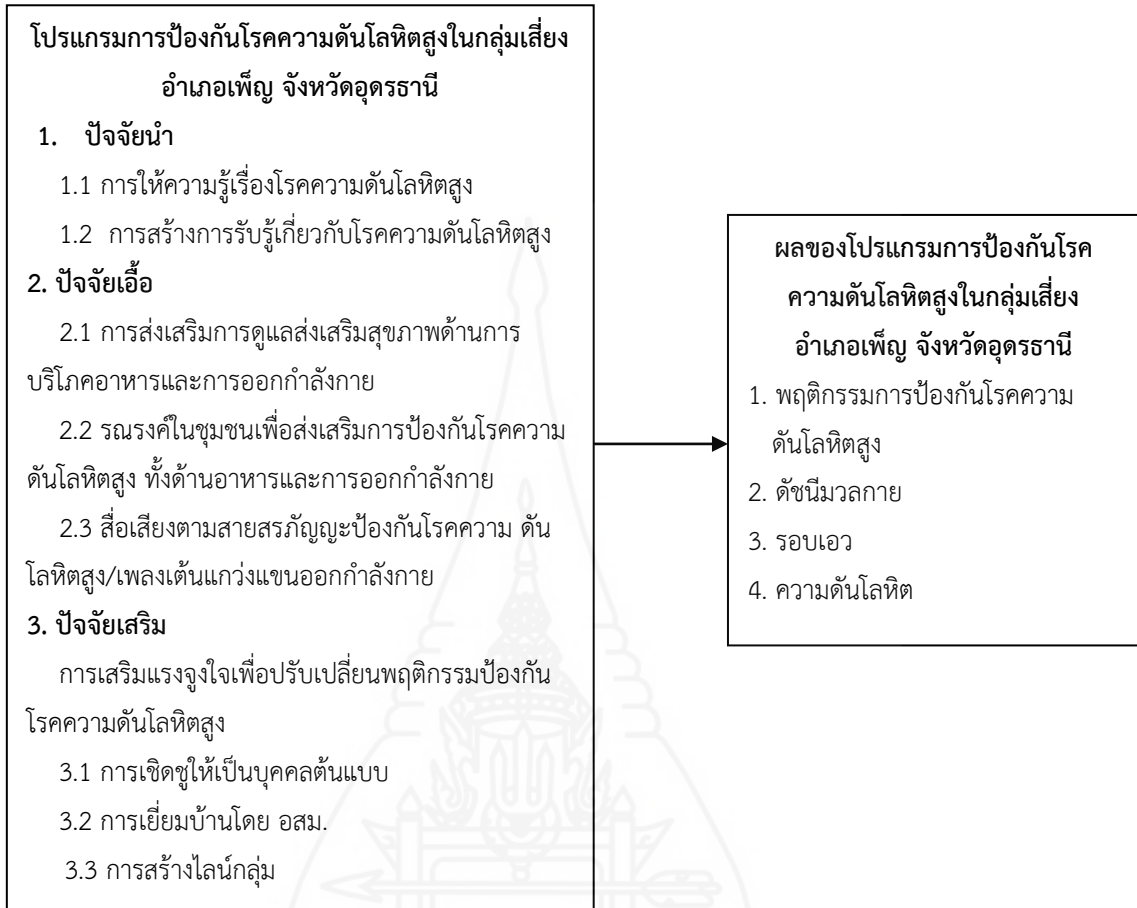 โปรแกรมการป้องกันโรคความดันโลหิตสูงในกลุ่มเสี่ยง
อำเภอเพ็ญ จังหวัดอุดรธานี
1. ปัจจัยนำ
1.1 การให้ความรู้เรื่องโรคความดันโลหิตสูง
1.2 การสร้างการรับรู้เกี่ยวกับโรคความดันโลหิตสูง
2. ปัจจัยเอื้อ
2.1 การส่งเสริมการดูแลส่งเสริมสุขภาพด้านการ
บริโภคอาหารและการออกกำลังกาย
2.2 รณรงค์ในชุมชนเพื่อส่งเสริมการป้องกันโรคความ
ดันโลหิตสูง ทั้งด้านอาหารและการออกกำลังกาย
2.3 สื่อเสียงตามสายสรภัญญะป้องกันโรคความ ดัน
โลหิตสูง/เพลงเต้นแกว่งแขนออกกำลังกาย
3. ปัจจัยเสริม
การเสริมแรงจูงใจเพื่อปรับเปลี่ยนพฤติกรรมป้องกัน
โรคความดันโลหิตสูง
3.1 การเชิดชูให้เป็นบุคคลต้นแบบ
3.2 การเยี่ยมบ้านโดย อสม.
3.3 การสร้างไลน์กลุ่ม
ผลของโปรแกรมการป้องกันโรค
ความดันโลหิตสูงในกลุ่มเสี่ยง
อำเภอเพ็ญ จังหวัดอุดรธานี
1. พฤติกรรมการป้องกันโรคความ
ดันโลหิตสูง
2. ดัชนีมวลกาย
3. รอบเอว
4. ความดันโลหิต